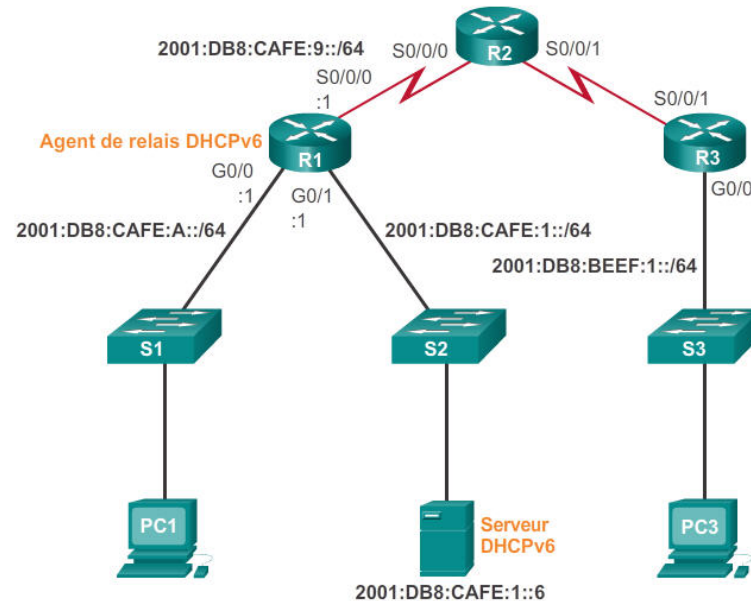 2001:DB8:CAFE:9::/64
S0/0/0
R2
S0/0/1
S0/0/0
:1
S0/0/1
Agent de relais DHCPv6
R1
R3
G0/0
:1
G0/1
:1
G0/0
2001:DB8:CAFE:A::/64
2001:DB8:CAFE:1::/64
2001:DB8:BEEF:1::/64
S1
S2
S3
PC1
Serveur
DHCPv6
PC3
2001:DB8:CAFE:1::6